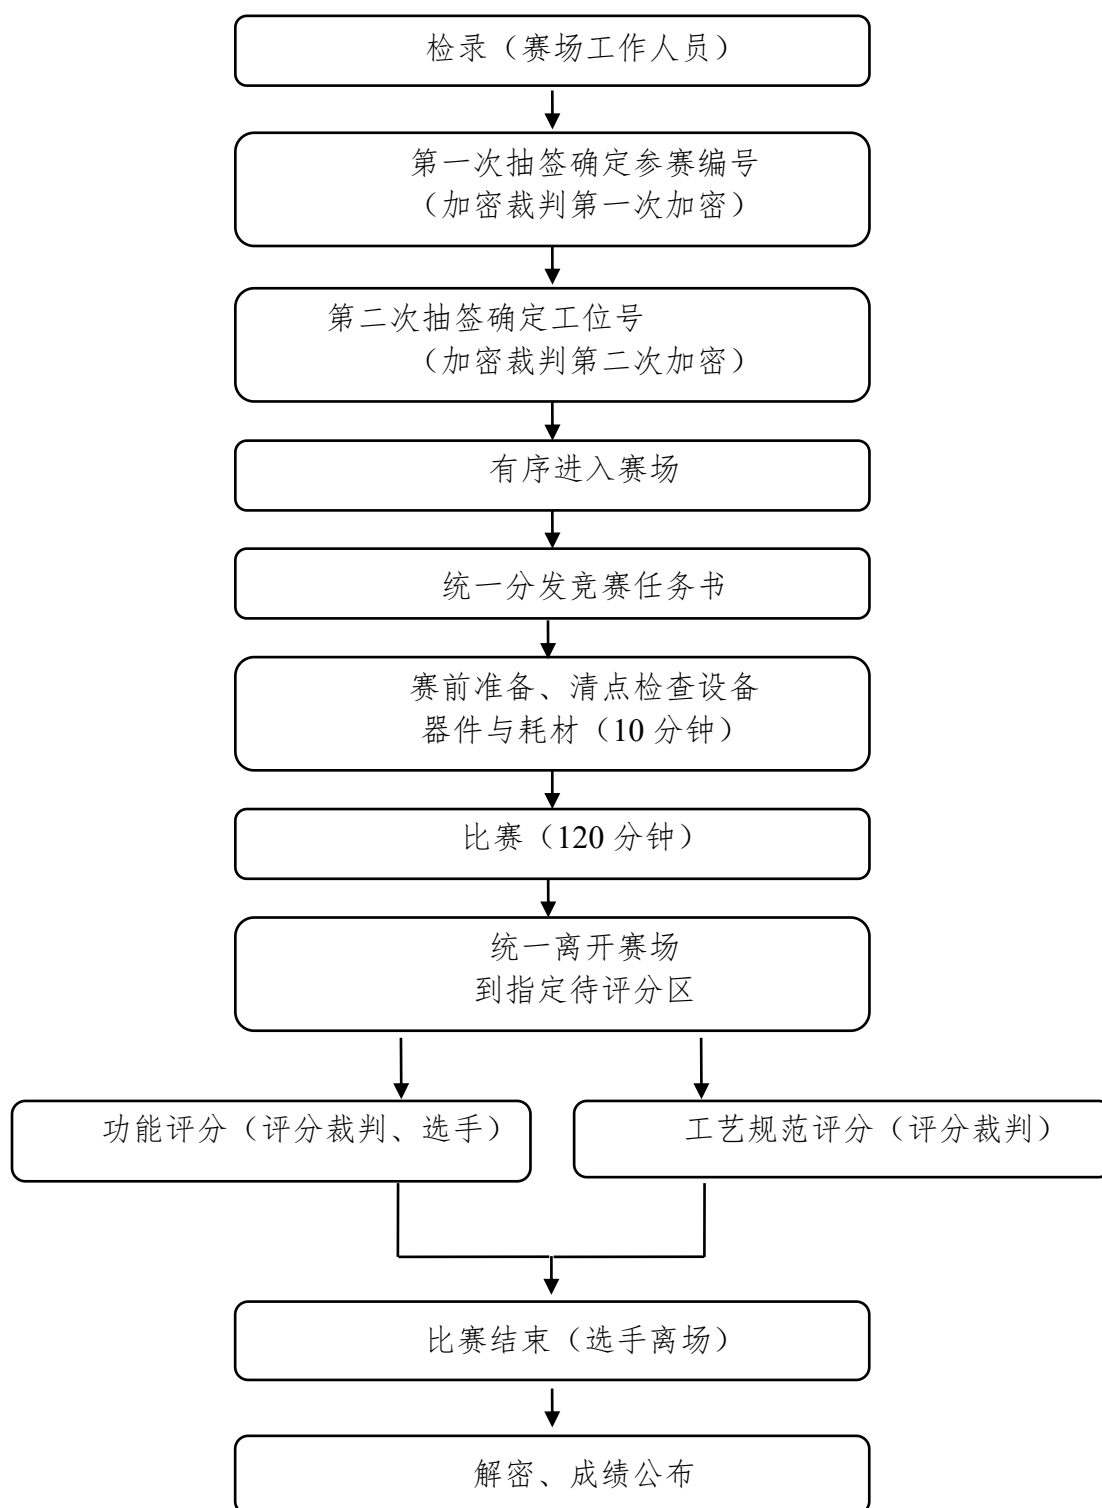 检录（赛场工作人员）
第一次抽签确定参赛编号
（加密裁判第一次加密）
第二次抽签确定工位号
（加密裁判第二次加密）
有序进入赛场
统一分发竞赛任务书
赛前准备、清点检查设备
器件与耗材（10 分钟）
比赛（120 分钟）
统一离开赛场
到指定待评分区
功能评分（评分裁判、选手）
工艺规范评分（评分裁判）
比赛结束（选手离场）
解密、成绩公布